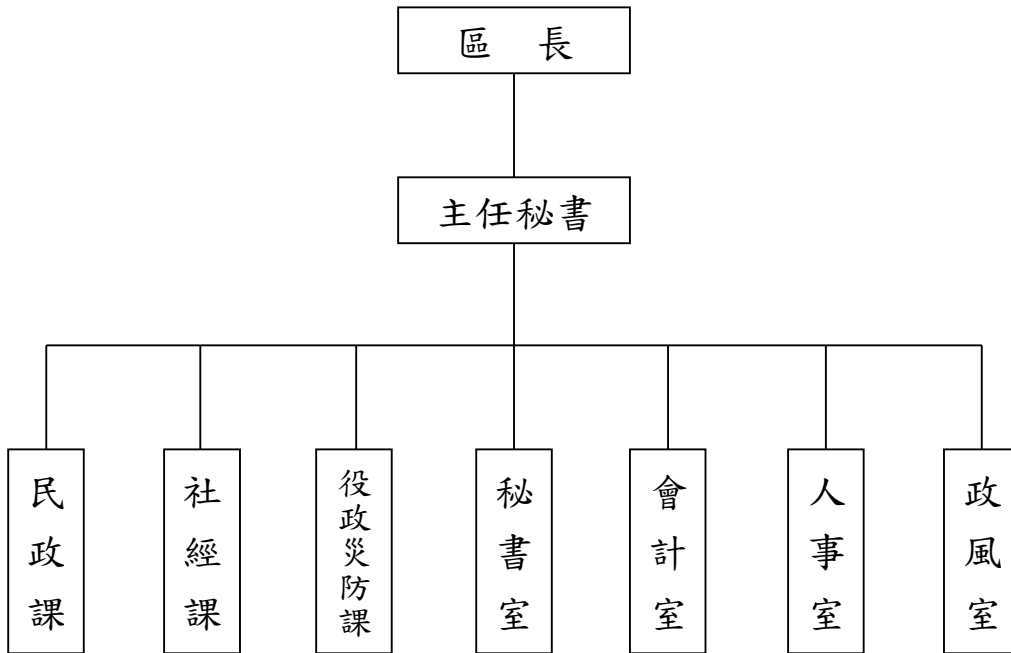 區 長
主任秘書
民政課
社經課
役政災防課
秘書室
會計室
人事室
政風室